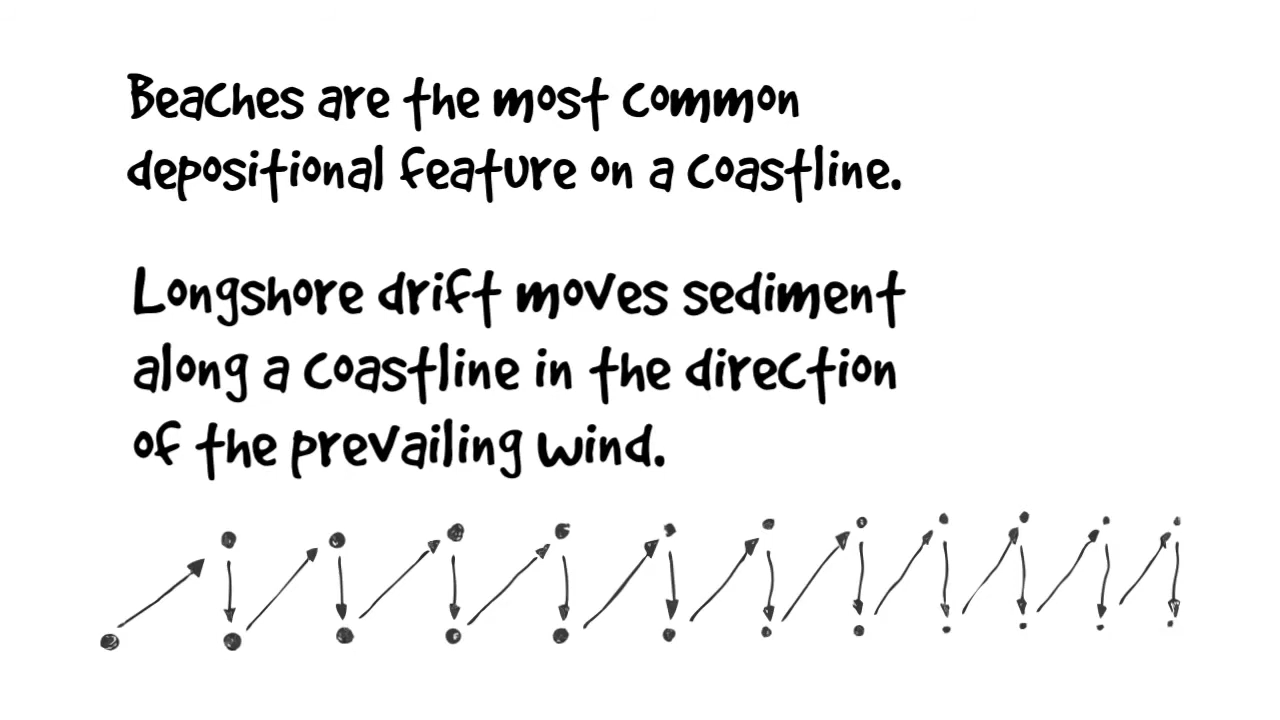 Beaches are the most common
depositional feature on a coastline.
Longshore drift moves sediment
along a coastline in the direction
of the prevailing wind.